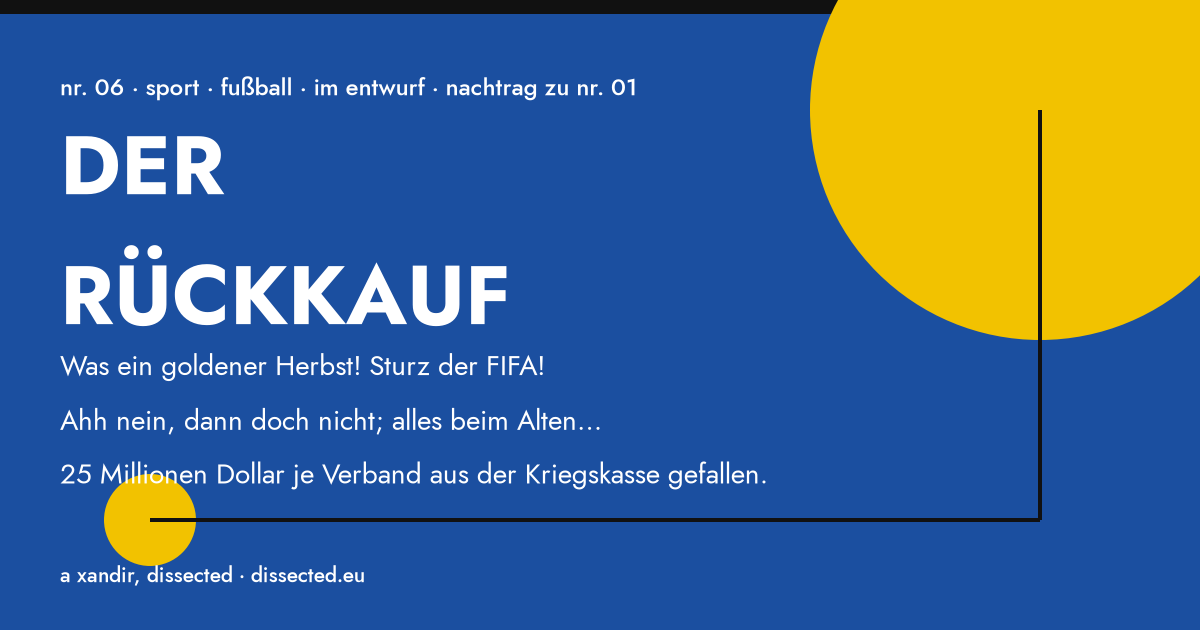 nr. 06 · sport · fußball · im entwurf · nachtrag zu nr. 01
DER
RÜCKKAUF
Was ein goldener Herbst! Sturz der FIFA!
Ahh nein, dann doch nicht; alles beim Alten…
25 Millionen Dollar je Verband aus der Kriegskasse gefallen.
a xandir, dissected · dissected.eu